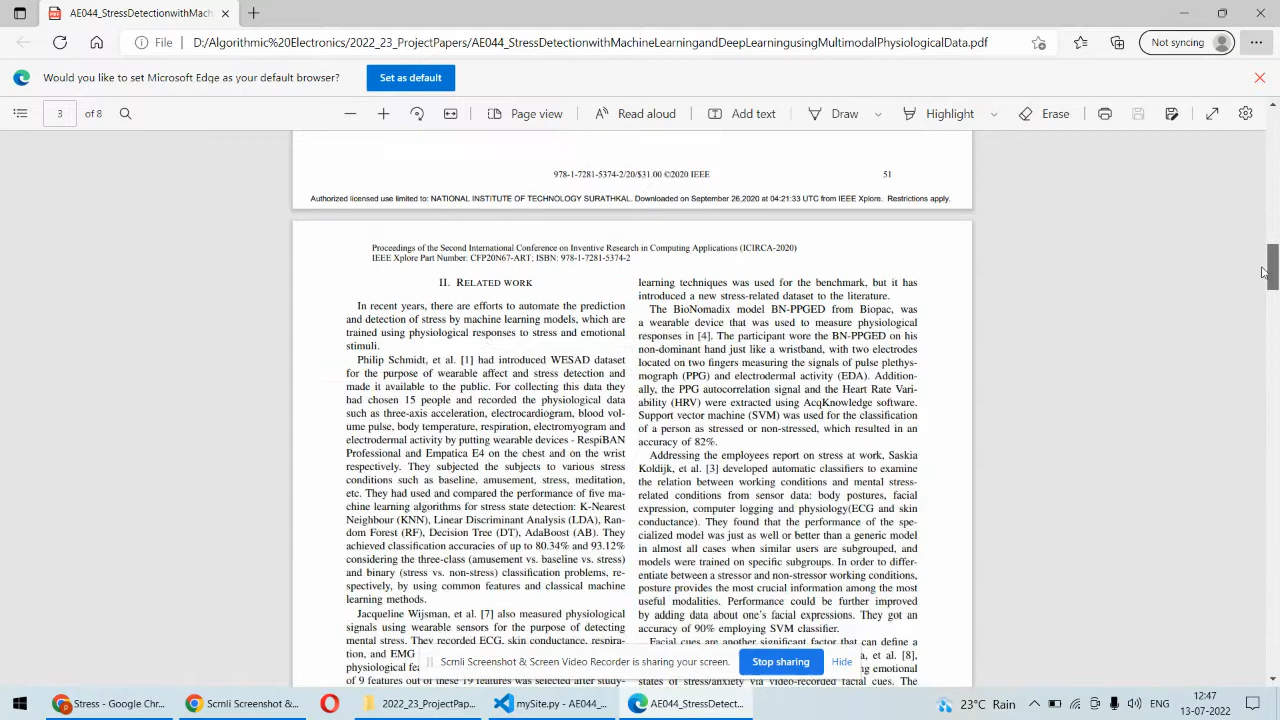 AE044_StressDetectionwithMach
File
D:/Algorithmic%20Electronics/2022_23_ProjectPapers/AE044_StressDetectionwithMachineLearningandDeepLearningusingMultimodalPhysiologicalData.pdf
Not syncing
Would you like to set Microsoft Edge as your default browser?
Set as default
3 of 8
Page view
Read aloud
Add text
Draw
Highlight
Erase
978-1-7281-5374-2/20/$31.00 ©2020 IEEE 51
Authorized licensed use limited to: NATIONAL INSTITUTE OF TECHNOLOGY SURATHKAL. Downloaded on September 26,2020 at 04:21:33 UTC from IEEE Xplore. Restrictions apply.
Proceedings of the Second International Conference on Inventive Research in Computing Applications (ICIRCA-2020)
IEEE Xplore Part Number: CFP20N67-ART; ISBN: 978-1-7281-5374-2
II. RELATED WORK
In recent years, there are efforts to automate the prediction
and detection of stress by machine learning models, which are
trained using physiological responses to stress and emotional
stimuli.
Philip Schmidt, et al. [1] had introduced WESAD dataset
for the purpose of wearable affect and stress detection and
made it available to the public. For collecting this data they
had chosen 15 people and recorded the physiological data
such as three-axis acceleration, electrocardiogram, blood vol-
ume pulse, body temperature, respiration, electromyogram and
electrodermal activity by putting wearable devices - RespiBAN
Professional and Empatica E4 on the chest and on the wrist
respectively. They subjected the subjects to various stress
conditions such as baseline, amusement, stress, meditation,
etc. They had used and compared the performance of five ma-
chine learning algorithms for stress state detection: K-Nearest
Neighbour (KNN), Linear Discriminant Analysis (LDA), Ran-
dom Forest (RF), Decision Tree (DT), AdaBoost (AB). They
achieved classification accuracies of up to 80.34% and 93.12%
considering the three-class (amusement vs. baseline vs. stress)
and binary (stress vs. non-stress) classification problems, re-
spectively, by using common features and classical machine
learning methods.
Jacqueline Wijsman, et al. [7] also measured physiological
signals using wearable sensors for the purpose of detecting
mental stress. They recorded ECG, skin conductance, respira-
tion, and EMG
physiological fea
of 9 features out of these 19 features was selected after study-
learning techniques was used for the benchmark, but it has
introduced a new stress-related dataset to the literature.
The BioNomadix model BN-PPGED from Biopac, was
a wearable device that was used to measure physiological
responses in [4]. The participant wore the BN-PPGED on his
non-dominant hand just like a wristband, with two electrodes
located on two fingers measuring the signals of pulse plethys-
mograph (PPG) and electrodermal activity (EDA). Addition-
ally, the PPG autocorrelation signal and the Heart Rate Vari-
ability (HRV) were extracted using AcqKnowledge software.
Support vector machine (SVM) was used for the classification
of a person as stressed or non-stressed, which resulted in an
accuracy of 82%.
Addressing the employees report on stress at work, Saskia
Koldijk, et al. [3] developed automatic classifiers to examine
the relation between working conditions and mental stress-
related conditions from sensor data: body postures, facial
expression, computer logging and physiology(ECG and skin
conductance). They found that the performance of the spe-
cialized model was just as well or better than a generic model
in almost all cases when similar users are subgrouped, and
models were trained on specific subgroups. In order to differ-
entiate between a stressor and non-stressor working conditions,
posture provides the most crucial information among the most
useful modalities. Performance could be further improved
by adding data about one's facial expressions. They got an
accuracy of 90% employing SVM classifier.
Facial cues are another significant factor that can define a
a, et al. [8],
ng emotional
states of stress/anxiety via video-recorded facial cues. The
Scrnli Screenshot & Screen Video Recorder is sharing your screen.
Stop sharing
Hide
Stress - Google Chr...
Scrnli Screenshot &...
2022_23_ProjectPap...
mySite.py - AE044_...
AE044_StressDetect...
23°C Rain
ENG
12:47
13-07-2022